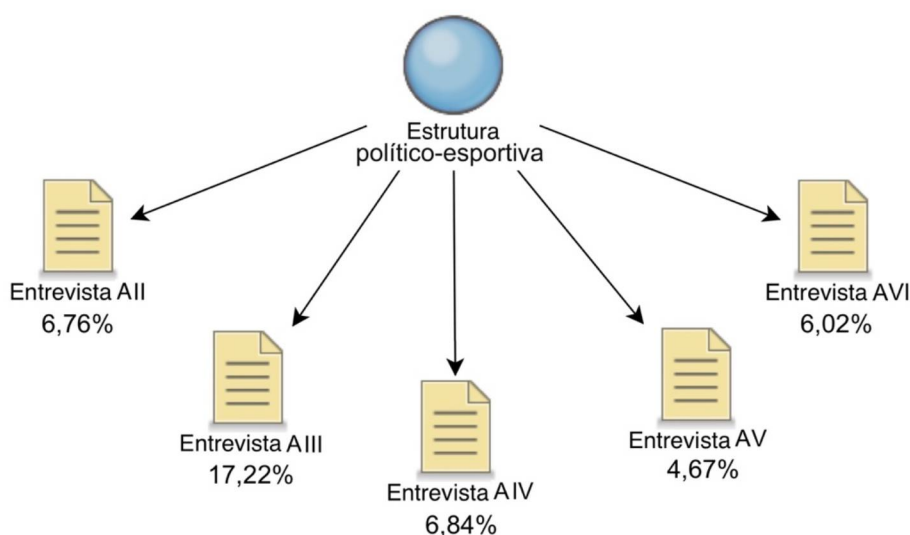 Estrutura
político-esportiva
Entrevista AII
6,76%
Entrevista AIII
17,22%
Entrevista AIV
6,84%
Entrevista AV
4,67%
Entrevista AVI
6,02%